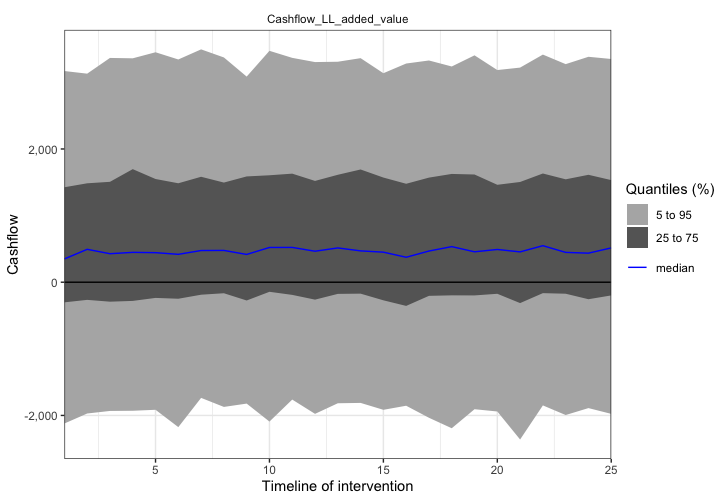 Cashflow_LL_added_value
Cashflow
2,000
0
-2,000
5
10
15
20
25
Timeline of intervention
Quantiles (%)
5 to 95
25 to 75
median